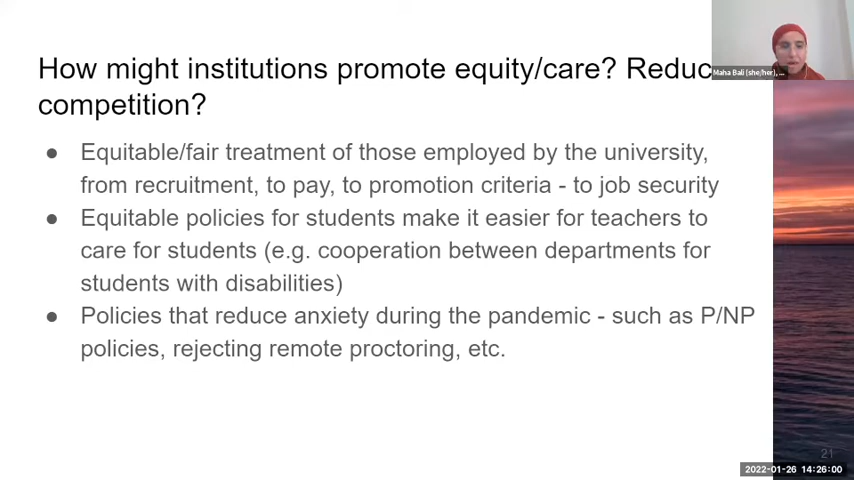 How might institutions promote equity/care? Reduc
competition?
Maha Bali (she/her), ...
● Equitable/fair treatment of those employed by the university,
from recruitment, to pay, to promotion criteria - to job security
● Equitable policies for students make it easier for teachers to
care for students (e.g. cooperation between departments for
students with disabilities)
● Policies that reduce anxiety during the pandemic - such as P/NP
policies, rejecting remote proctoring, etc.
21
2022-01-26 14:26:00